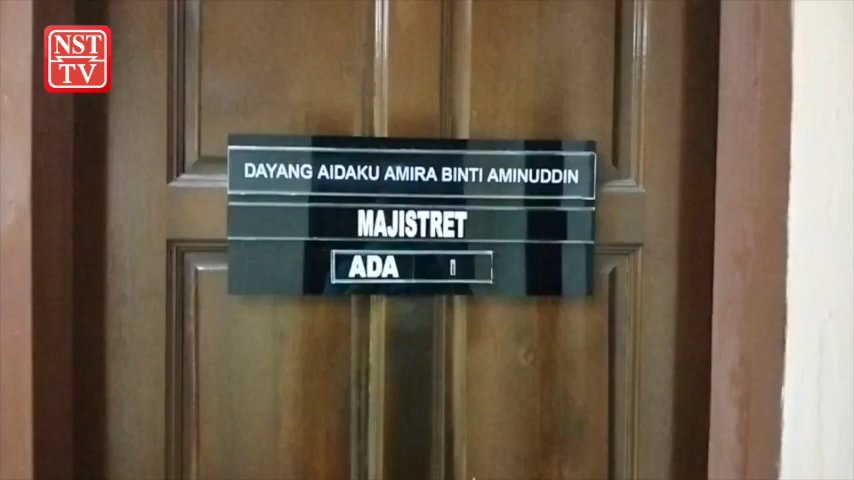 NST
TV
DAYANG AIDAKU AMIRA BINTI AMINUDDIN
MAJISTRET
ADA